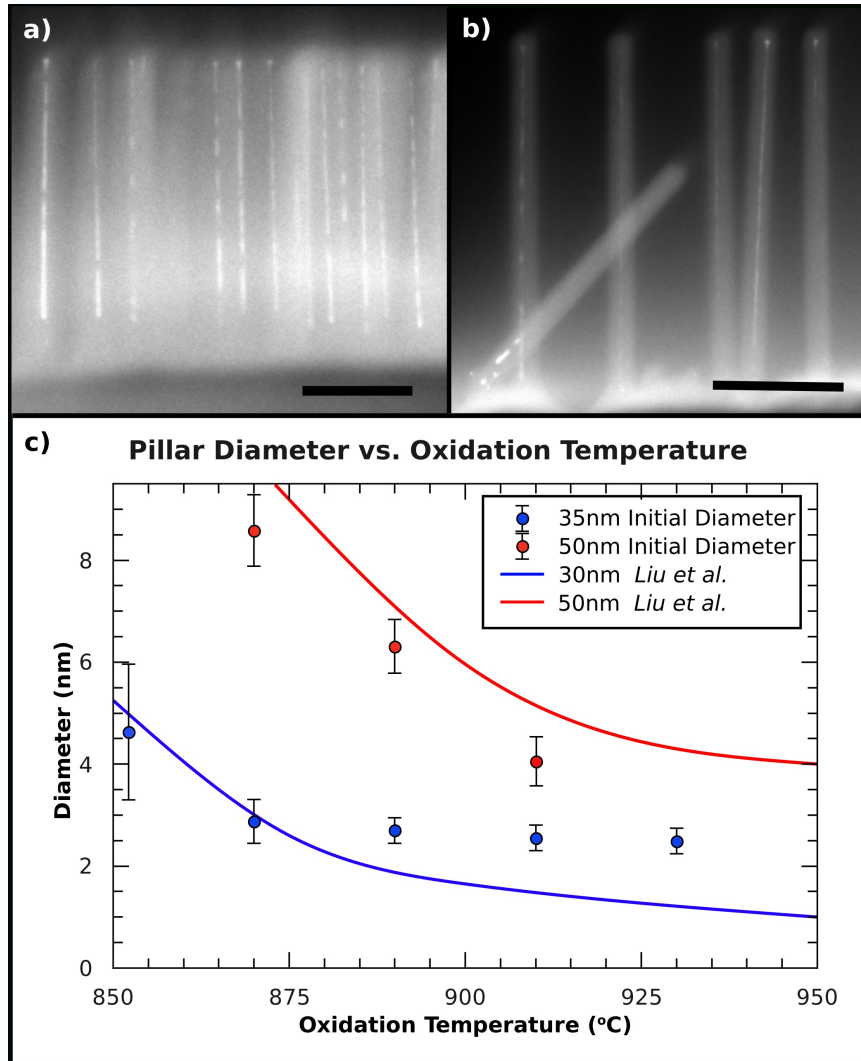 a)
b)
c)
Pillar Diameter vs. Oxidation Temperature
35nm Initial Diameter
50nm Initial Diameter
30nm Liu et al.
50nm Liu et al.
Diameter (nm)
8
6
4
2
0
850 875 900 925 950
Oxidation Temperature (ºC)